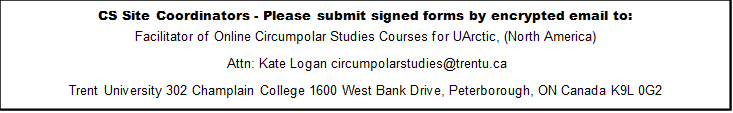 CS Site Coordinators - Please submit signed forms by encrypted email to:
Facilitator of Online Circumpolar Studies Courses for UArctic, (North America)
Attn: Kate Logan circumpolarstudies@trentu.ca
Trent University 302 Champlain College 1600 West Bank Drive, Peterborough, ON Canada K9L 0G2